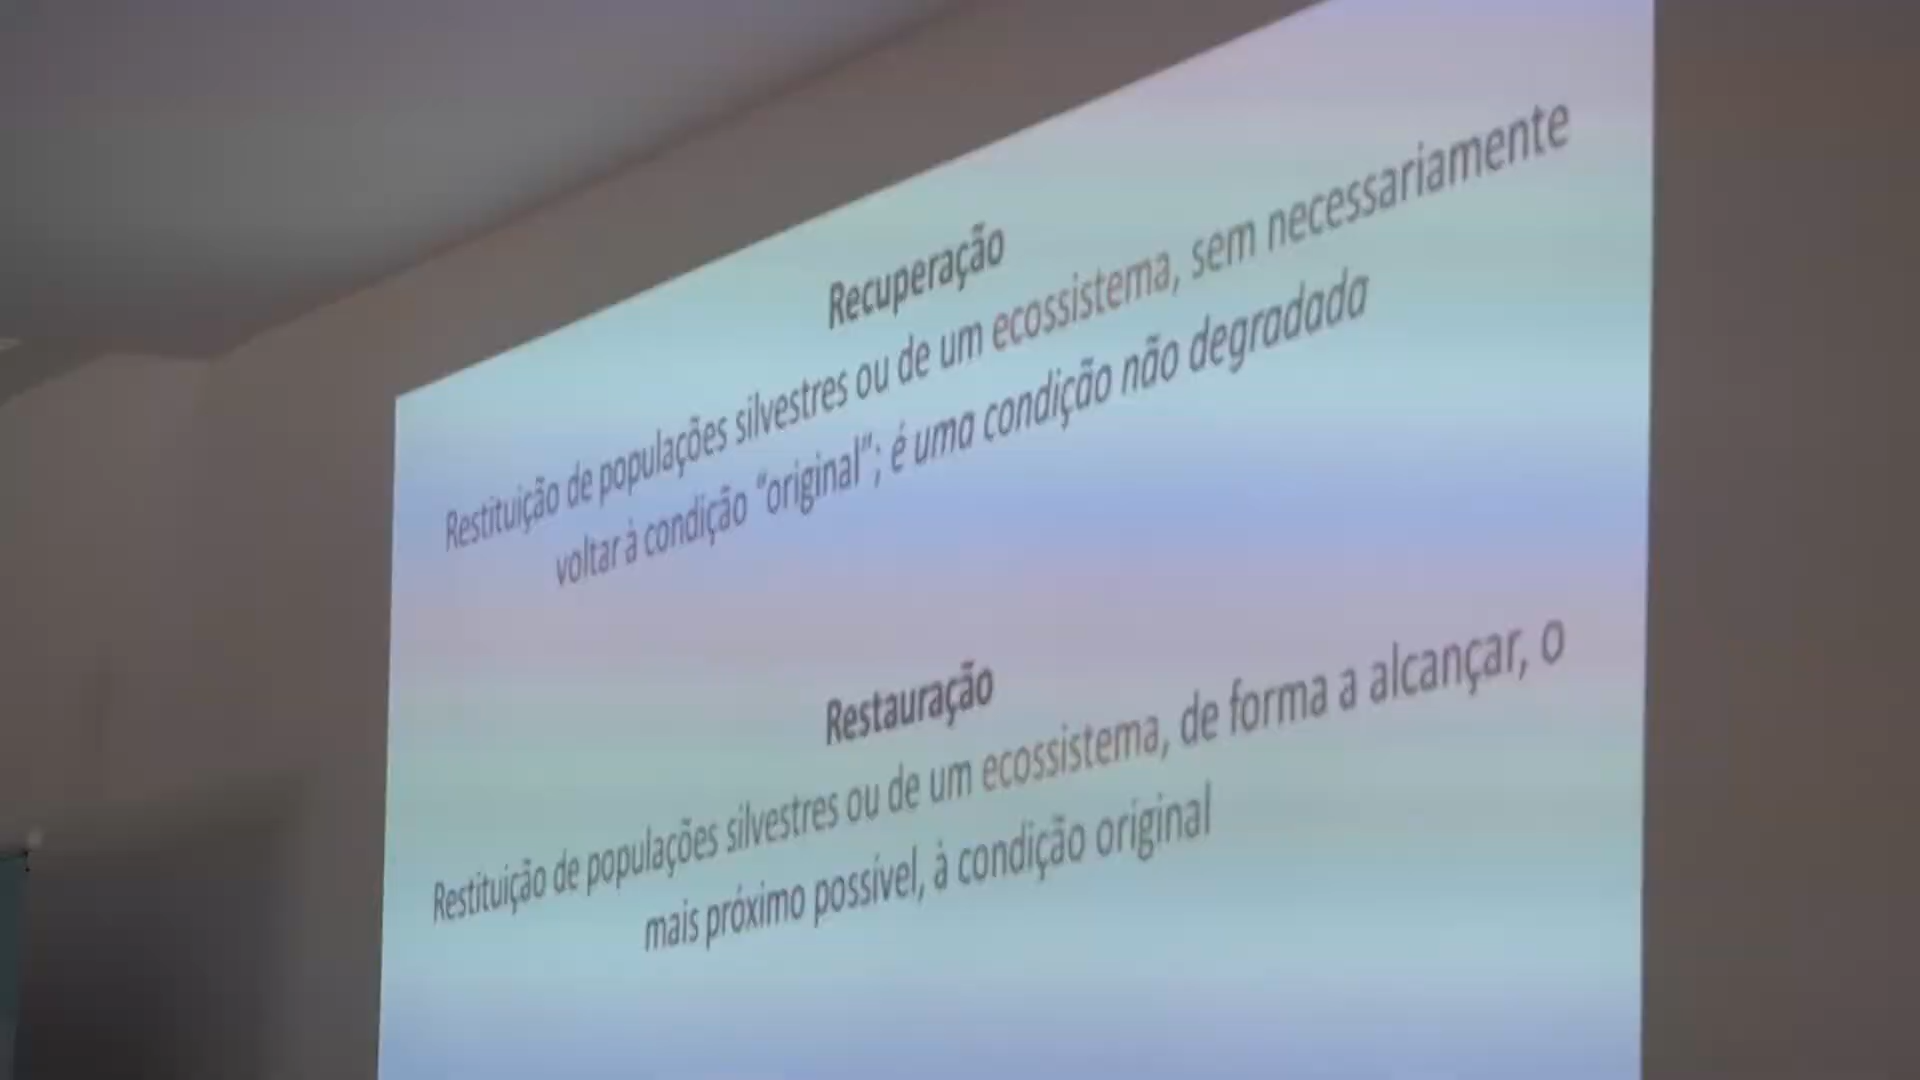 Recuperação
Restituição de populações silvestres ou de um ecossistema, sem necessariamente
voltar à condição “original”; é uma condição não degradada
Restauração
Restituição de populações silvestres ou de um ecossistema, de forma a alcançar, o
mais próximo possível, à condição original